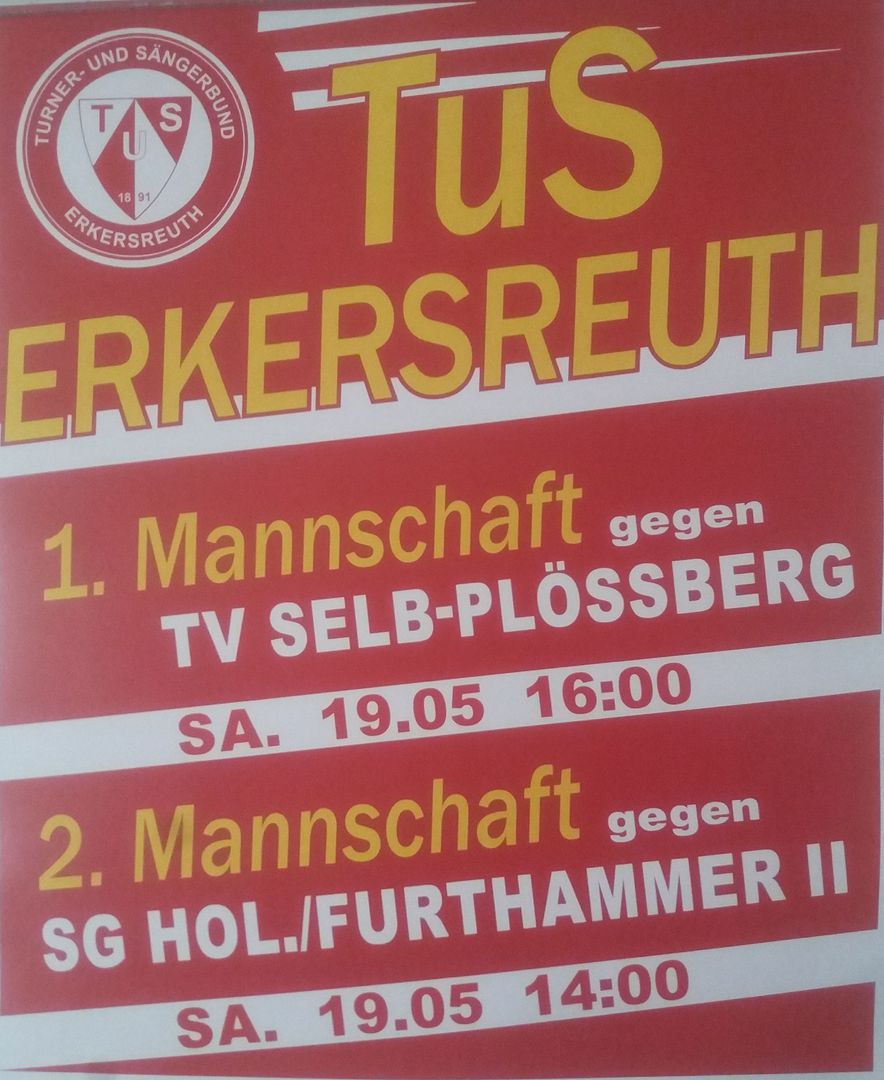 TURNER- UND SÄNGERBUND
TUS
18 91
ERKERSREUTH
TuS
ERKERSREUTH
1. Mannschaft gegen
TV SELB-PLÖSSBERG
SA. 19.05 16:00
2. Mannschaft gegen
SG HOL./FURTHAMMER II
SA. 19.05 14:00